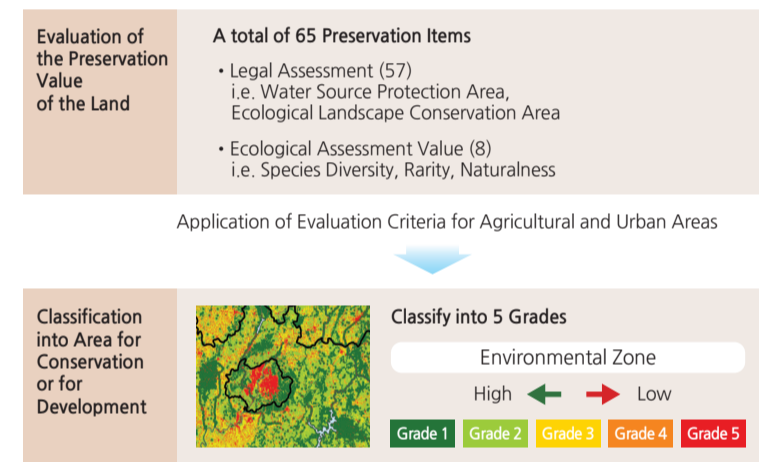 Evaluation of
the Preservation
Value
of the Land
A total of 65 Preservation Items
• Legal Assessment (57)
i.e. Water Source Protection Area,
Ecological Landscape Conservation Area
• Ecological Assessment Value (8)
i.e. Species Diversity, Rarity, Naturalness
Application of Evaluation Criteria for Agricultural and Urban Areas
Classification
into Area for
Conservation
or for
Development
Classify into 5 Grades
Environmental Zone
High Low
Grade 1 Grade 2 Grade 3 Grade 4 Grade 5